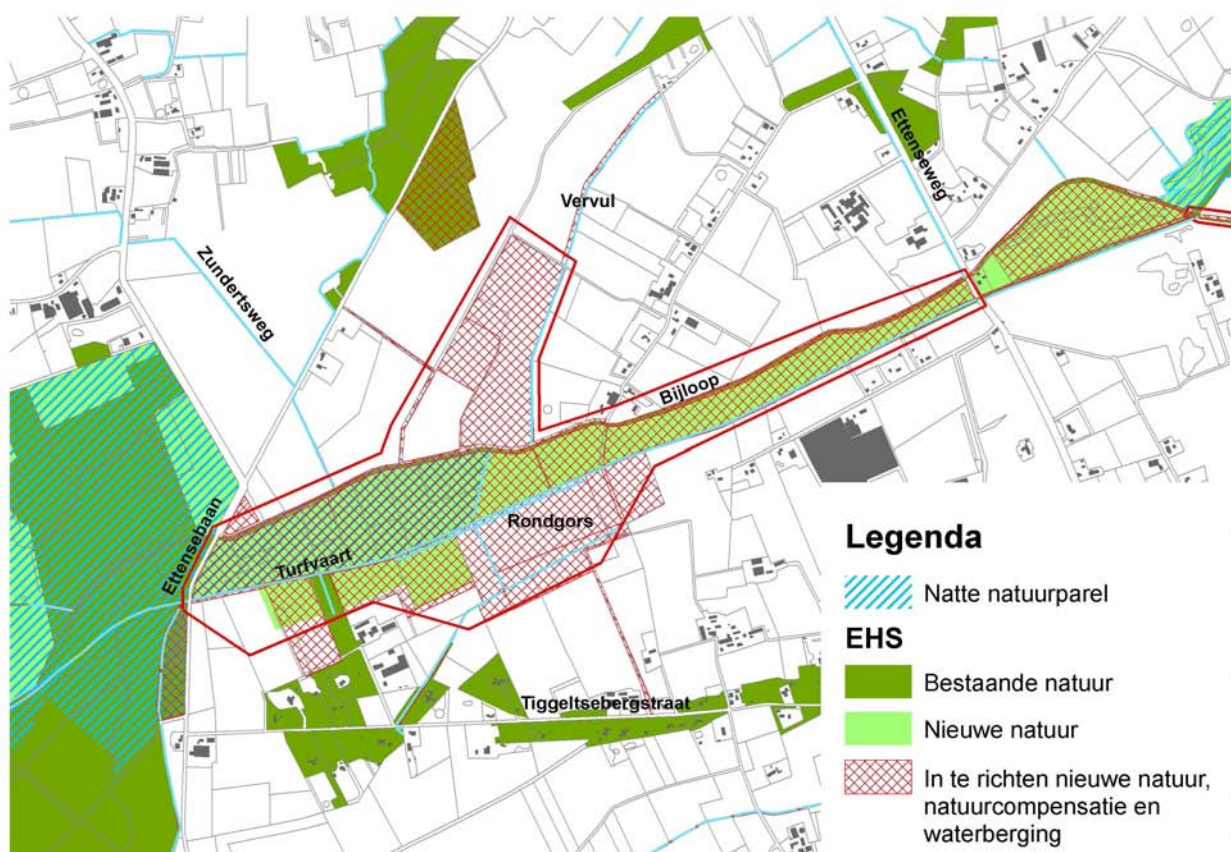 Vervul
Ettenseweg
Zundertsweg
Bijloop
Rondgors
Ettensebaan
Turfvaart
Tiggeltsebergstraat
Legenda
Natte natuurparel
EHS
Bestaande natuur
Nieuwe natuur
In te richten nieuwe natuur,
natuurcompensatie en
waterberging